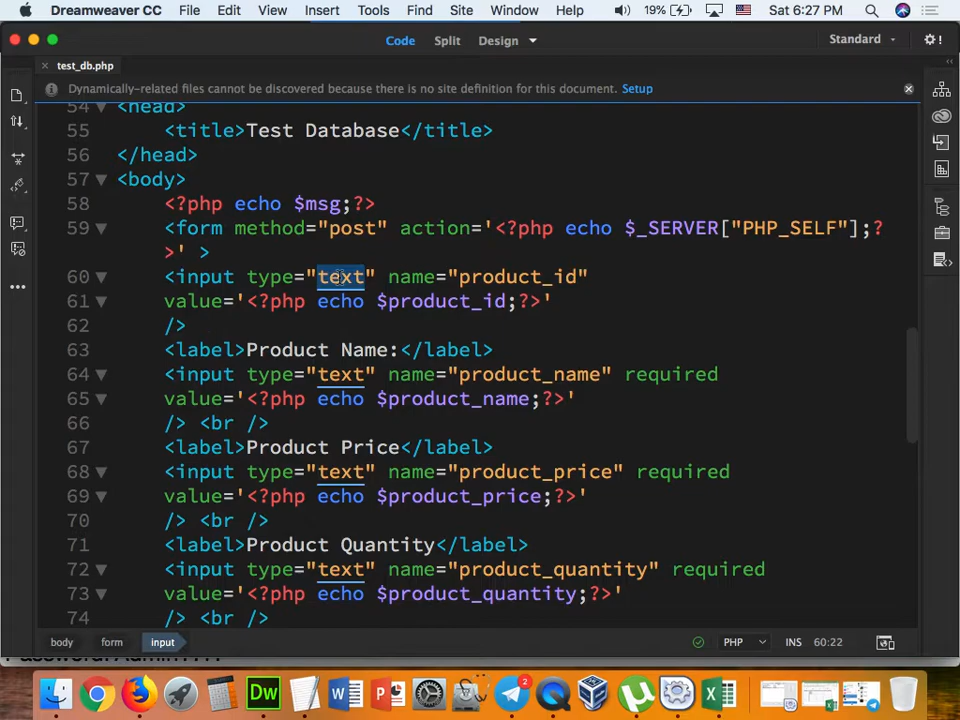 Dreamweaver CC File Edit View Insert Tools Find Site Window Help 19% Sat 6:27 PM
Code Split Design Standard
test_db.php
Dynamically-related files cannot be discovered because there is no site definition for this document. Setup
54 <head>
55 <title>Test Database</title>
56 </head>
57 <body>
58 <?php echo $msg;?>
59 <form method="post" action='<?php echo $_SERVER["PHP_SELF"];?
>' >
60 <input type="text" name="product_id"
61 value='<?php echo $product_id;?>'
62 />
63 <label>Product Name:</label>
64 <input type="text" name="product_name" required
65 value='<?php echo $product_name;?>'
66 /> <br />
67 <label>Product Price</label>
68 <input type="text" name="product_price" required
69 value='<?php echo $product_price;?>'
70 /> <br />
71 <label>Product Quantity</label>
72 <input type="text" name="product_quantity" required
73 value='<?php echo $product_quantity;?>'
74 /> <br />
body form input PHP INS 60:22
Dw 2